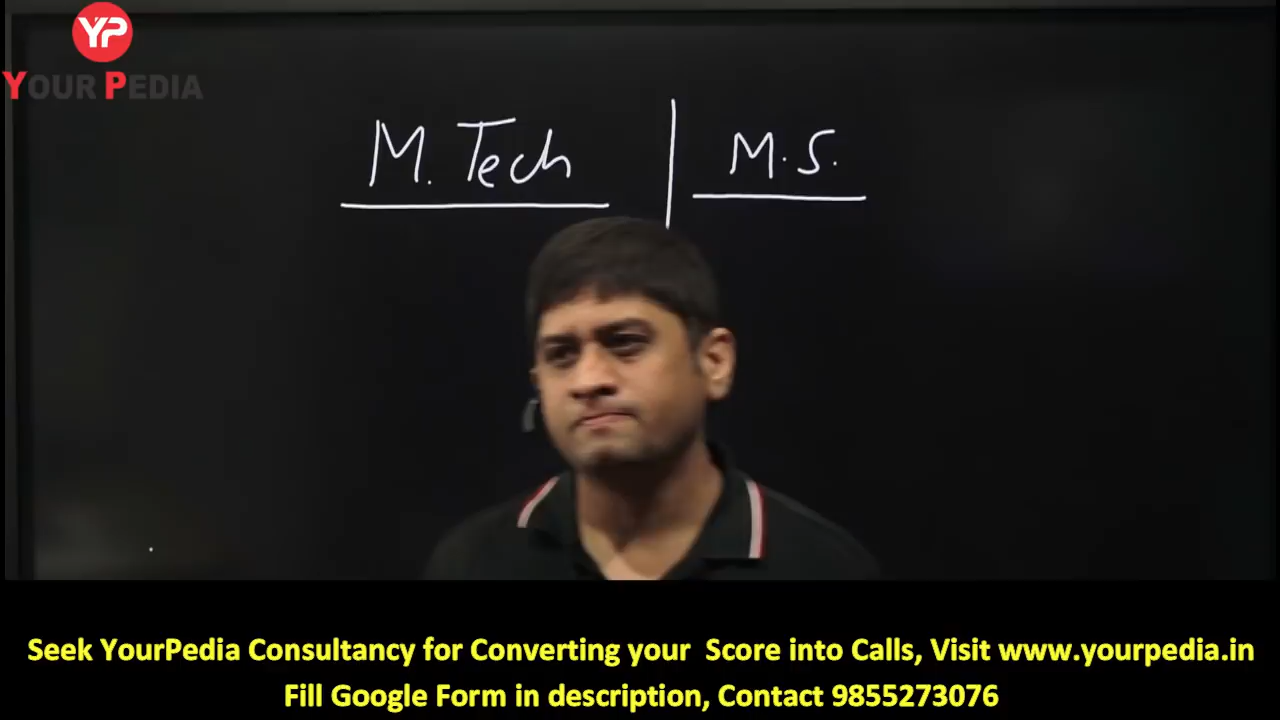 YP
YOUR PEDIA
M. Tech | M.S.
Seek YourPedia Consultancy for Converting your Score into Calls, Visit www.yourpedia.in
Fill Google Form in description, Contact 9855273076